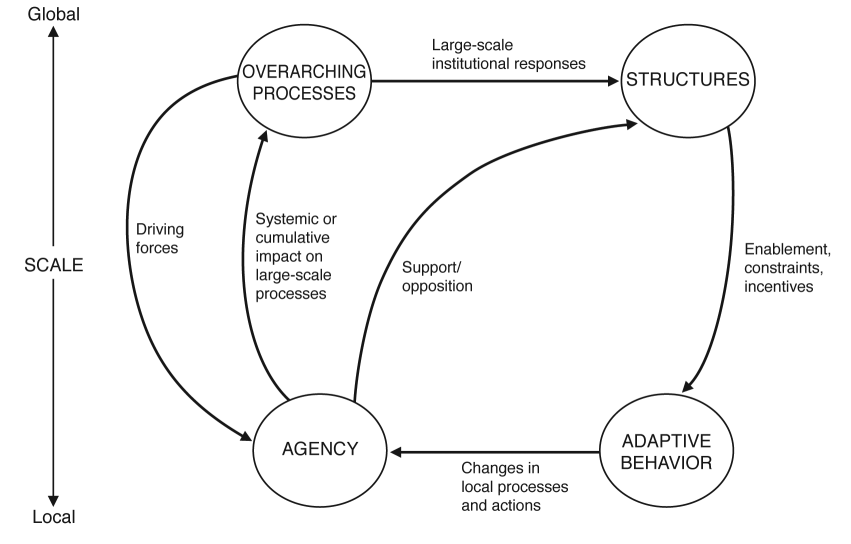 Global
OVERARCHING
PROCESSES
Large-scale
institutional responses
STRUCTURES
Driving
forces
Systemic or
cumulative
impact on
large-scale
processes
SCALE
Support/
opposition
Enablement,
constraints,
incentives
AGENCY
ADAPTIVE
BEHAVIOR
Changes in
local processes
and actions
Local